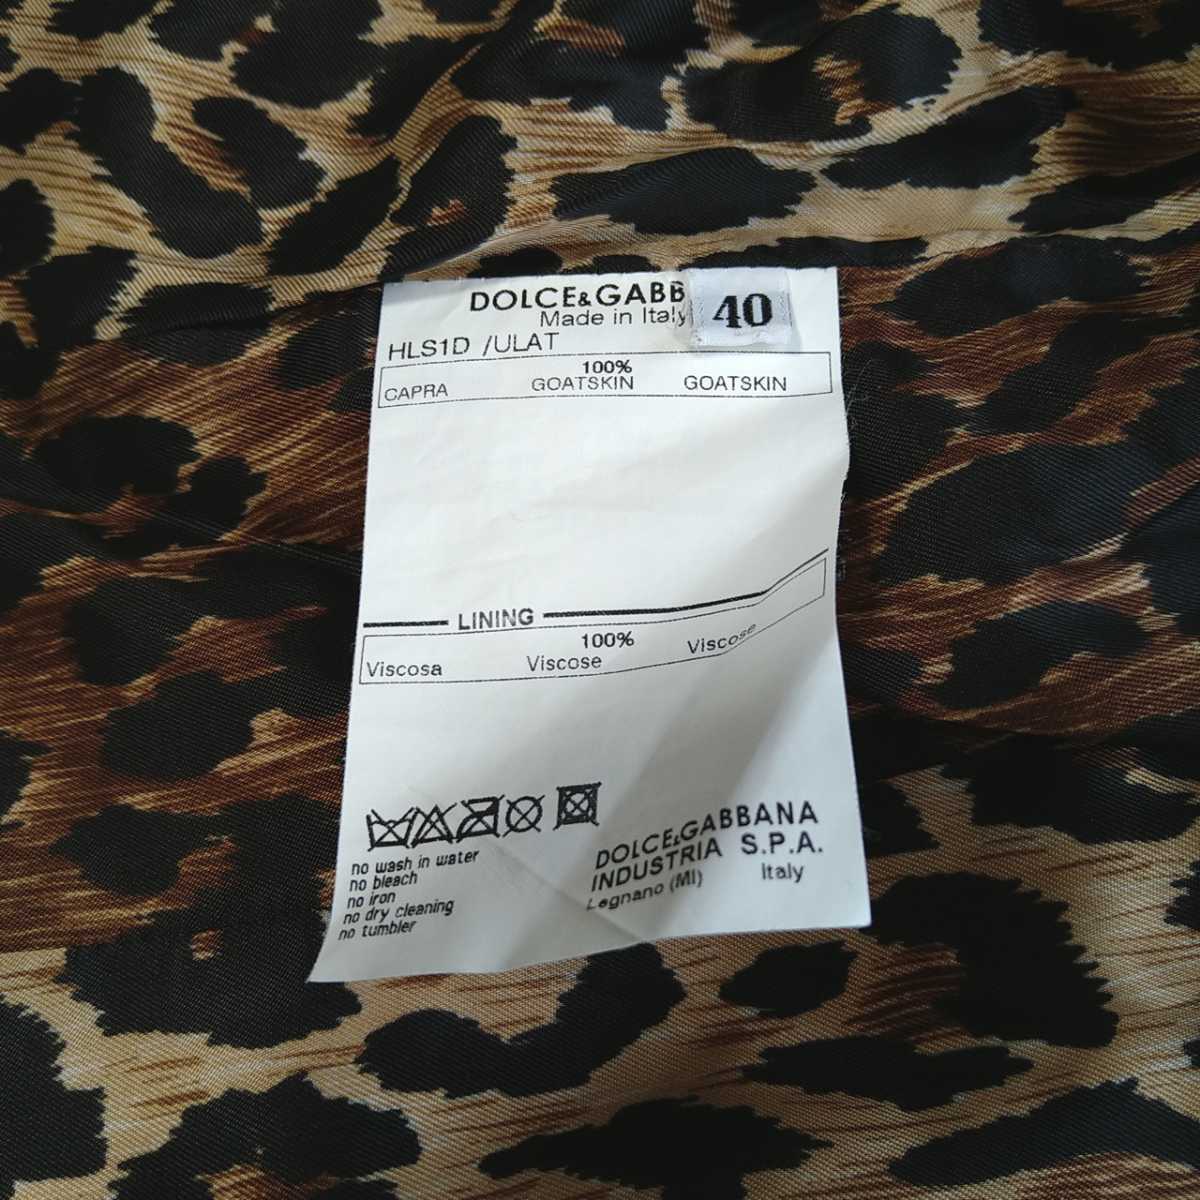 DOLCE&GABB
Made in Italy
40
HLS1D /ULAT
100%
CAPRA GOATSKIN GOATSKIN
LINING
100%
Viscosa Viscose Viscose
no wash in water
no bleach
no iron
no dry cleaning
no tumbler
DOLCE&GABBANA
INDUSTRIA S.P.A.
Legnano (MI) Italy